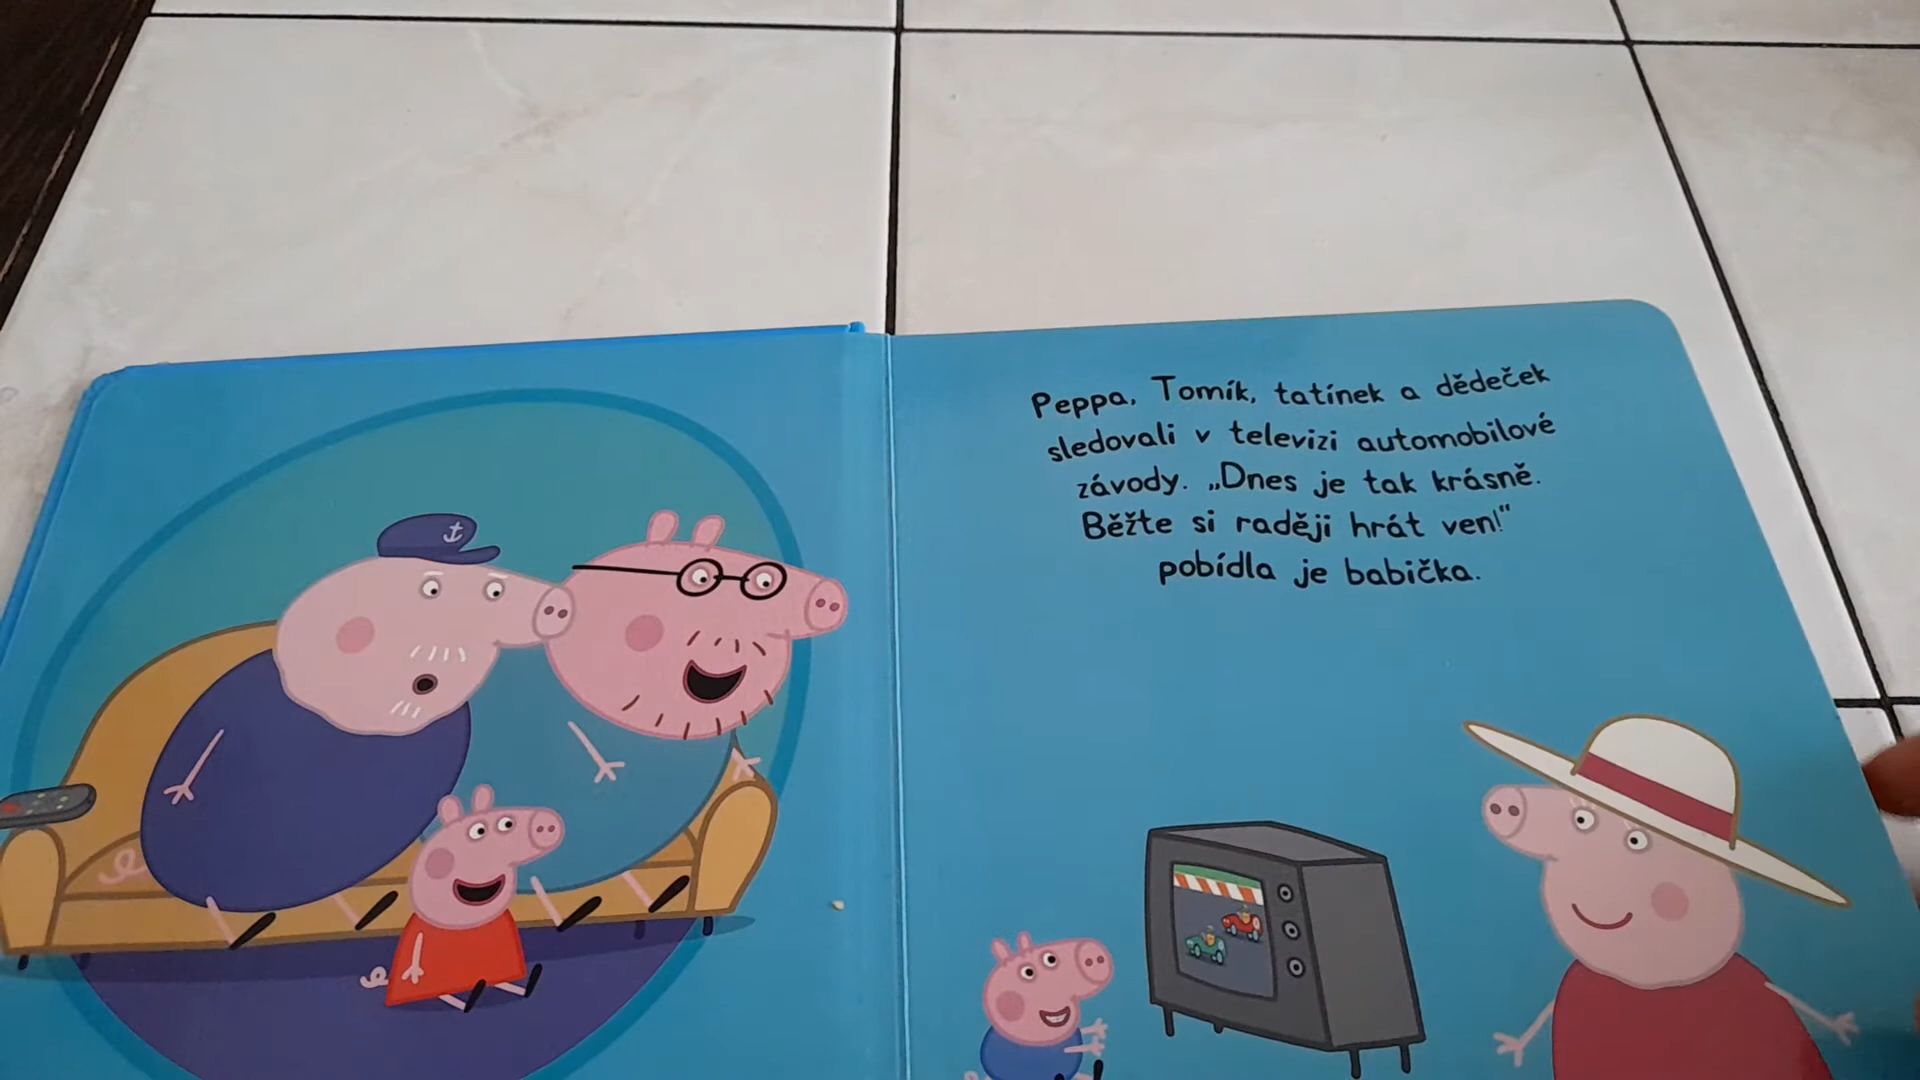 Peppa, Tomík, tatínek a dědeček
sledovali v televizi automobilové
závody. „Dnes je tak krásně.
Běžte si raději hrát ven!“
pobídla je babička.